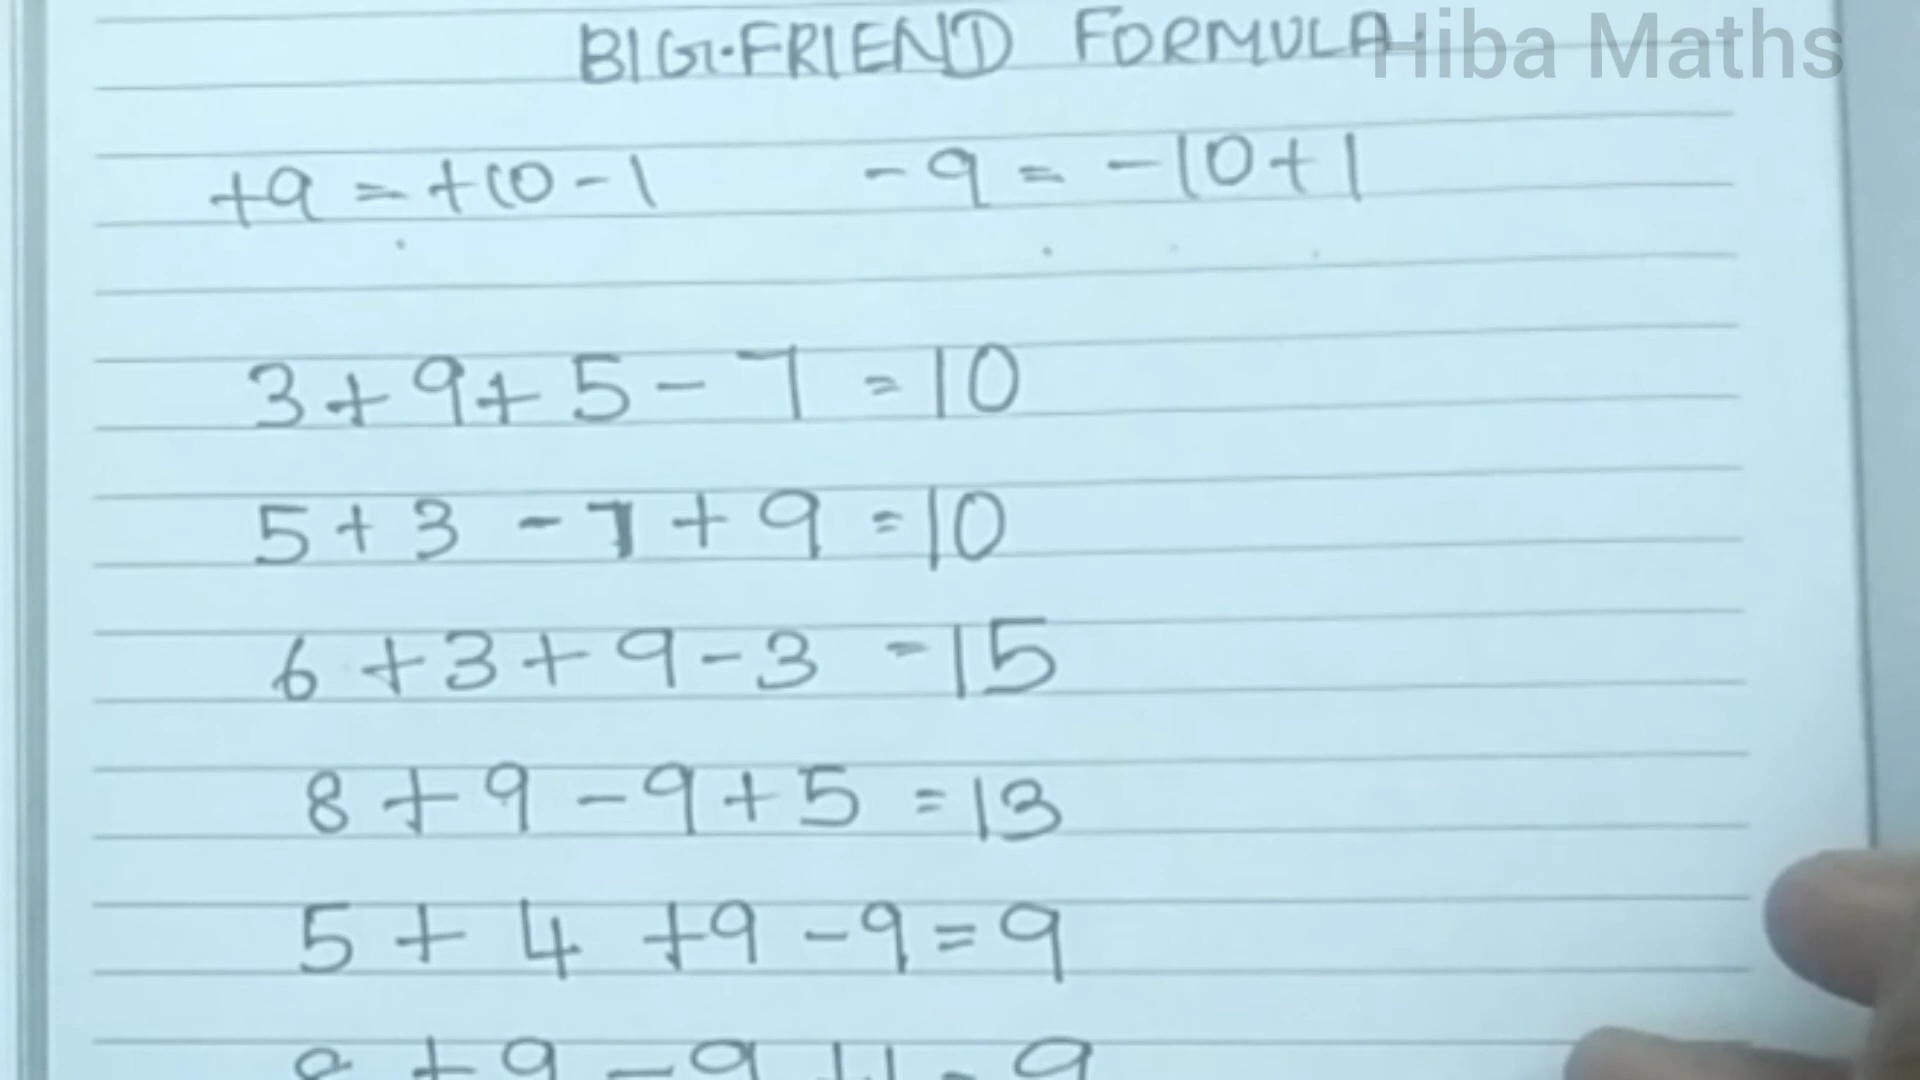 BIG-FRIEND FORMULA.
Hiba Maths
+9 = +10 - 1 -9 = -10 + 1
3 + 9 + 5 - 7 = 10
5 + 3 - 7 + 9 = 10
6 + 3 + 9 - 3 = 15
8 + 9 - 9 + 5 = 13
5 + 4 + 9 - 9 = 9